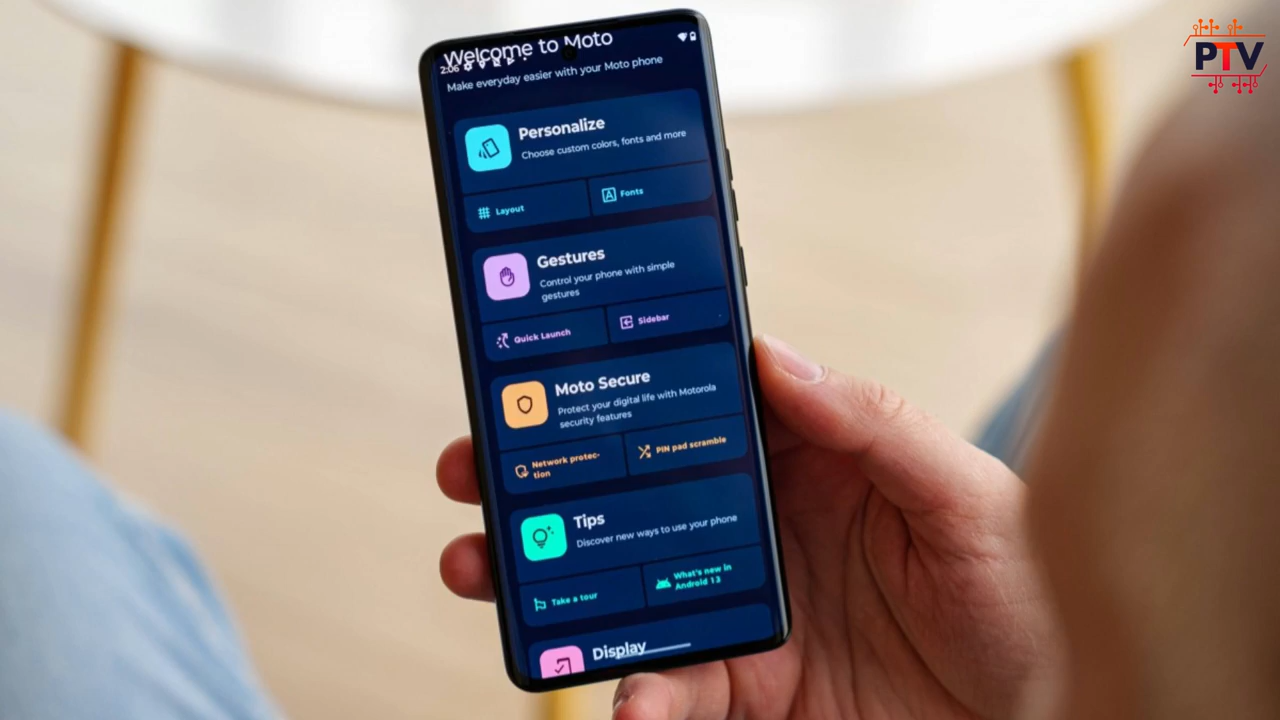 PTV
Welcome to Moto
2:06
Make everyday easier with your Moto phone
Personalize
Choose custom colors, fonts and more
Layout
Fonts
Gestures
Control your phone with simple
gestures
Quick Launch
Sidebar
Moto Secure
Protect your digital life with Motorola
security features
Network protec-
tion
PIN pad scramble
Tips
Discover new ways to use your phone
Take a tour
What's new in
Android 13
Display